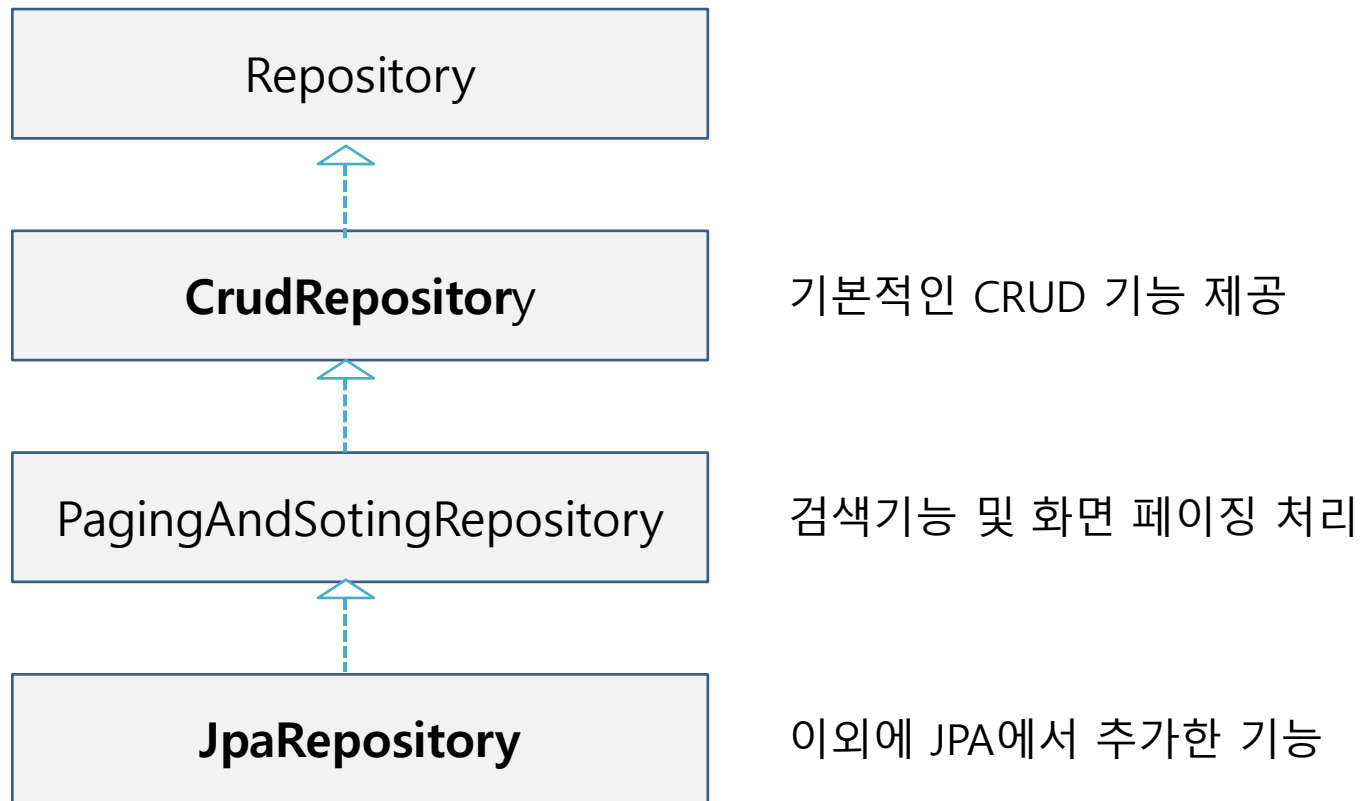 Repository
CrudRepository
기본적인 CRUD 기능 제공
PagingAndSotingRepository
검색기능 및 화면 페이징 처리
JpaRepository
이외에 JPA에서 추가한 기능